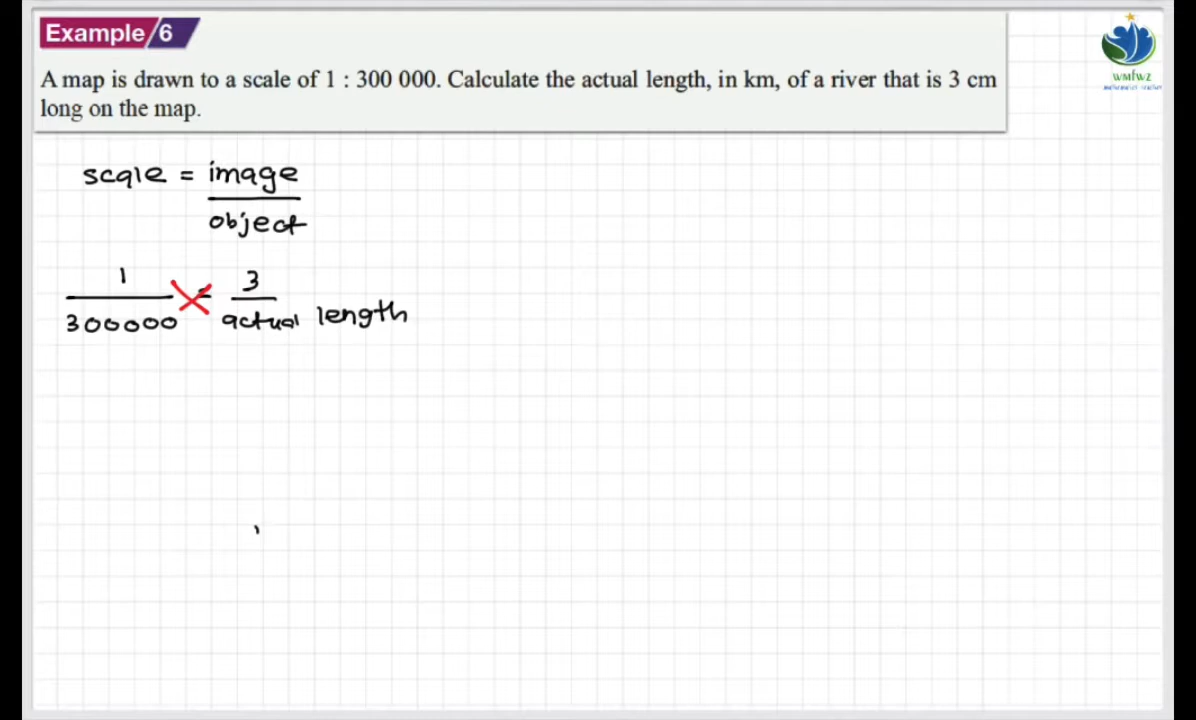 Example 6
A map is drawn to a scale of 1 : 300 000. Calculate the actual length, in km, of a river that is 3 cm
long on the map.
WMFWZ
scale = image
object
1 = 3
300000 actual length